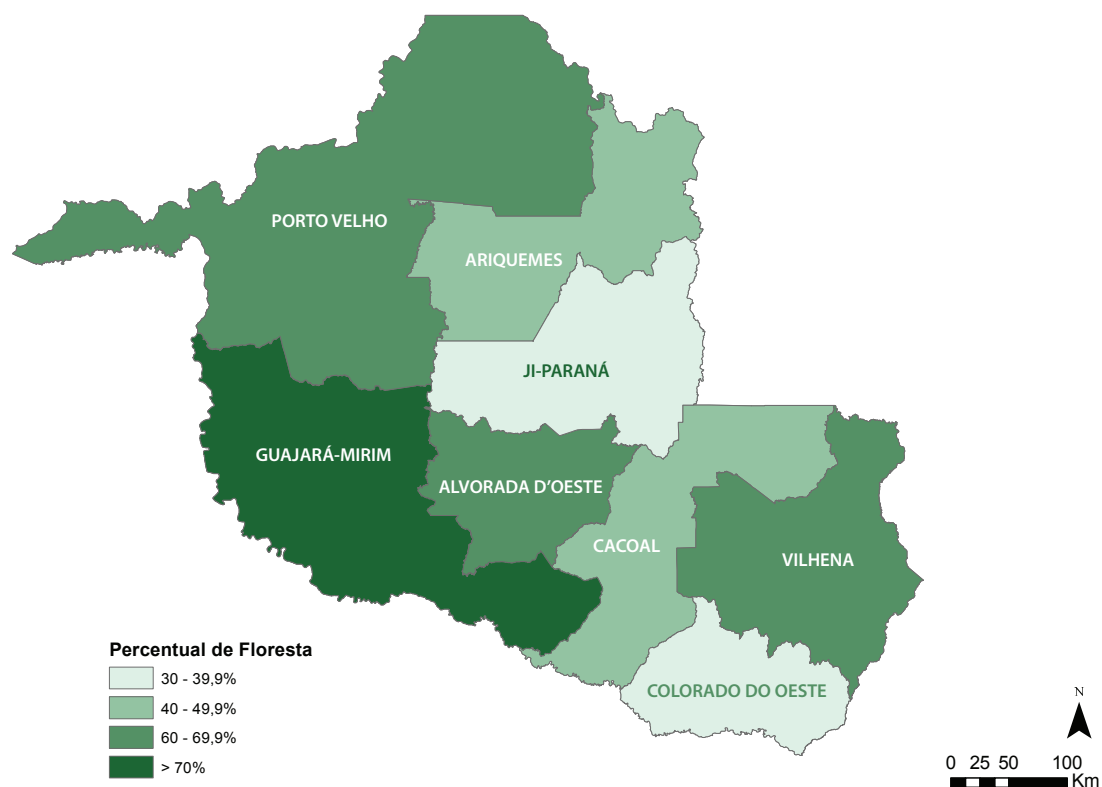 PORTO VELHO
ARIQUEMES
JI-PARANÁ
GUAJARÁ-MIRIM
ALVORADA D'OESTE
CACOAL
VILHENA
COLORADO DO OESTE
Percentual de Floresta
30 - 39,9%
40 - 49,9%
60 - 69,9%
> 70%
N
0 25 50 100
Km